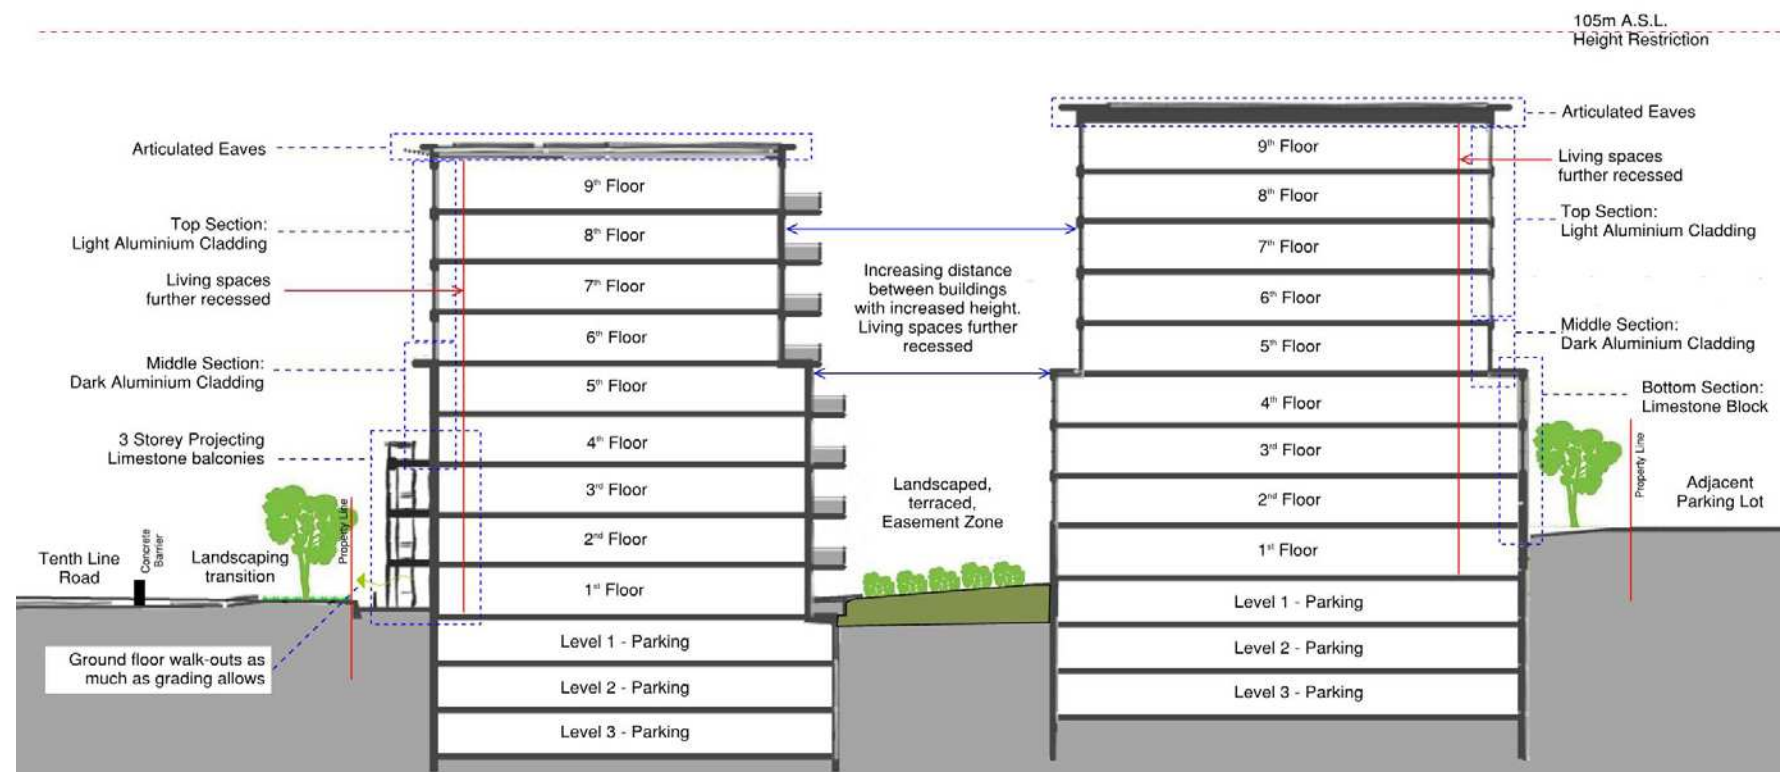 105m A.S.L.
Height Restriction
Articulated Eaves
Top Section:
Light Aluminium Cladding
Living spaces
further recessed
Middle Section:
Dark Aluminium Cladding
3 Storey Projecting
Limestone balconies
Tenth Line
Road
Concrete
Barrier
Landscaping
transition
Property Line
Ground floor walk-outs as
much as grading allows
9th Floor
8th Floor
7th Floor
6th Floor
5th Floor
4th Floor
3rd Floor
2nd Floor
1st Floor
Level 1 - Parking
Level 2 - Parking
Level 3 - Parking
Increasing distance
between buildings
with increased height.
Living spaces further
recessed
Landscaped,
terraced,
Easement Zone
9th Floor
8th Floor
7th Floor
6th Floor
5th Floor
4th Floor
3rd Floor
2nd Floor
1st Floor
Level 1 - Parking
Level 2 - Parking
Level 3 - Parking
Articulated Eaves
Living spaces
further recessed
Top Section:
Light Aluminium Cladding
Middle Section:
Dark Aluminium Cladding
Bottom Section:
Limestone Block
Property Line
Adjacent
Parking Lot